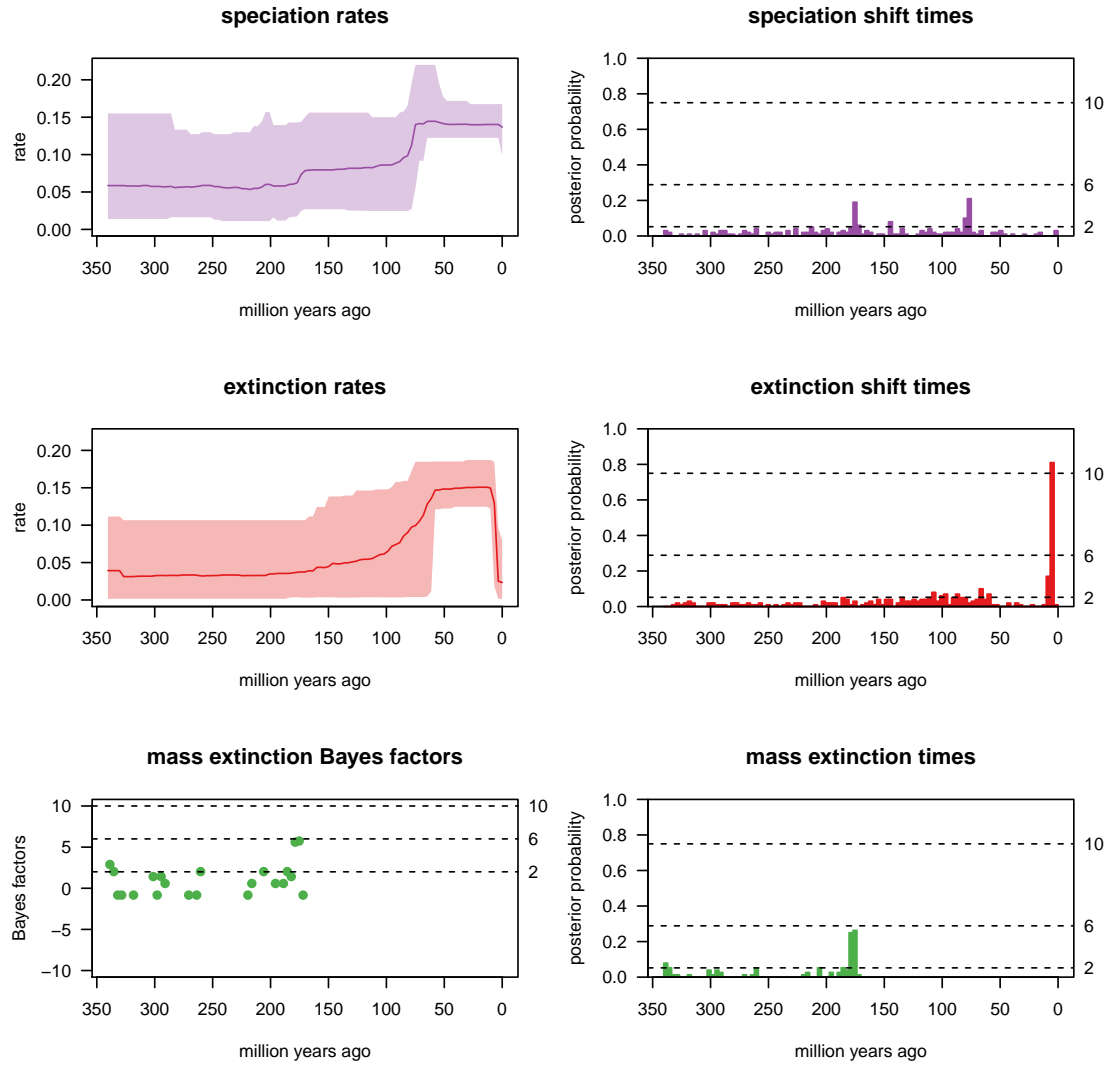 speciation rates
rate
0.20
0.15
0.10
0.05
0.00
350 300 250 200 150 100 50 0
million years ago
speciation shift times
posterior probability
1.0
0.8
0.6
0.4
0.2
0.0
10
6
2
350 300 250 200 150 100 50 0
million years ago
extinction rates
rate
0.20
0.15
0.10
0.05
0.00
350 300 250 200 150 100 50 0
million years ago
extinction shift times
posterior probability
1.0
0.8
0.6
0.4
0.2
0.0
10
6
2
350 300 250 200 150 100 50 0
million years ago
mass extinction Bayes factors
Bayes factors
10
5
0
−5
−10
10
6
2
350 300 250 200 150 100 50 0
million years ago
mass extinction times
posterior probability
1.0
0.8
0.6
0.4
0.2
0.0
10
6
2
350 300 250 200 150 100 50 0
million years ago